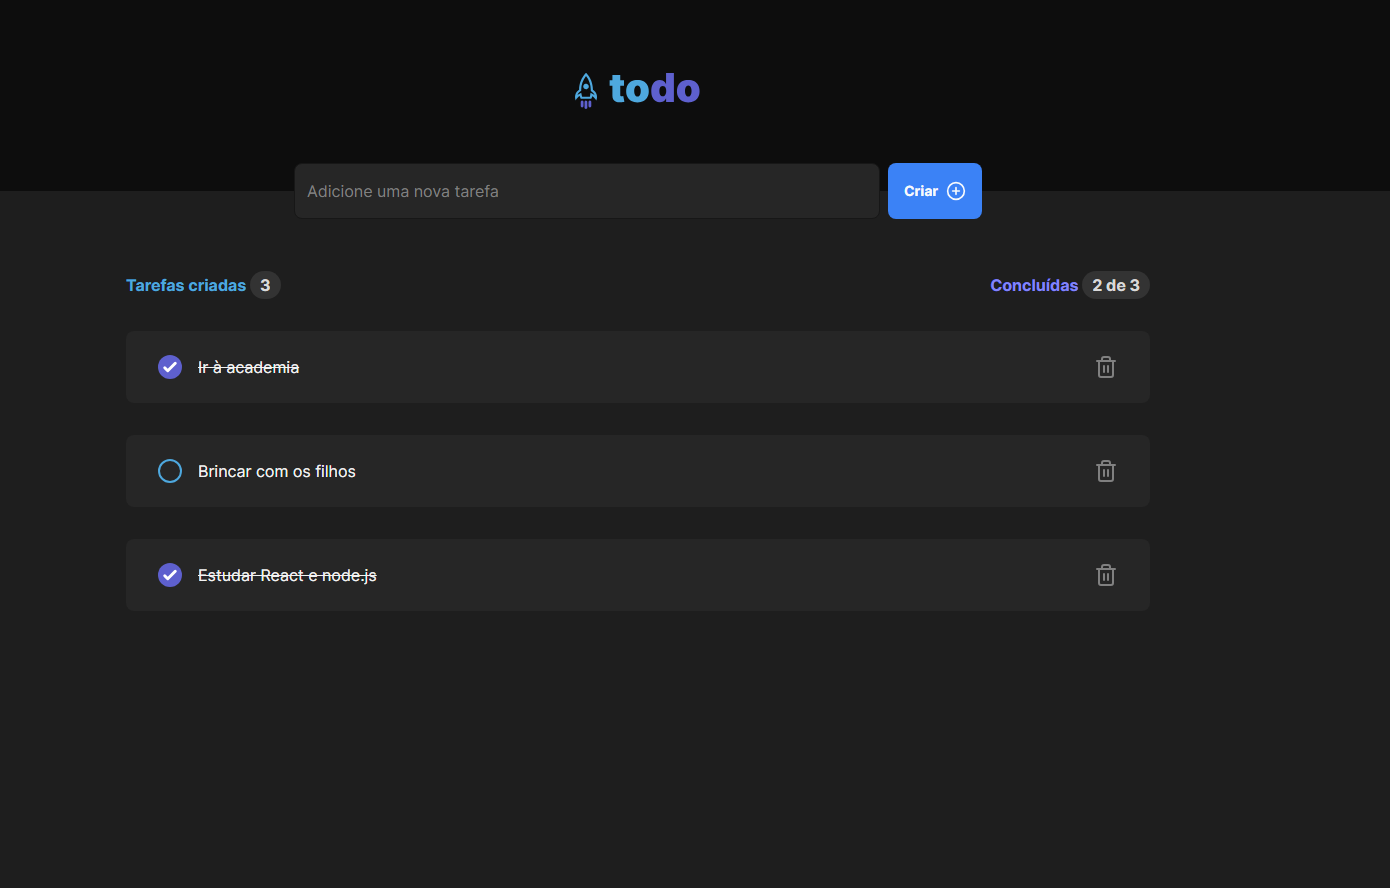 todo
Adicione uma nova tarefa
Criar
Tarefas criadas 3
Concluídas 2 de 3
Ir à academia
Brincar com os filhos
Estudar React e node.js